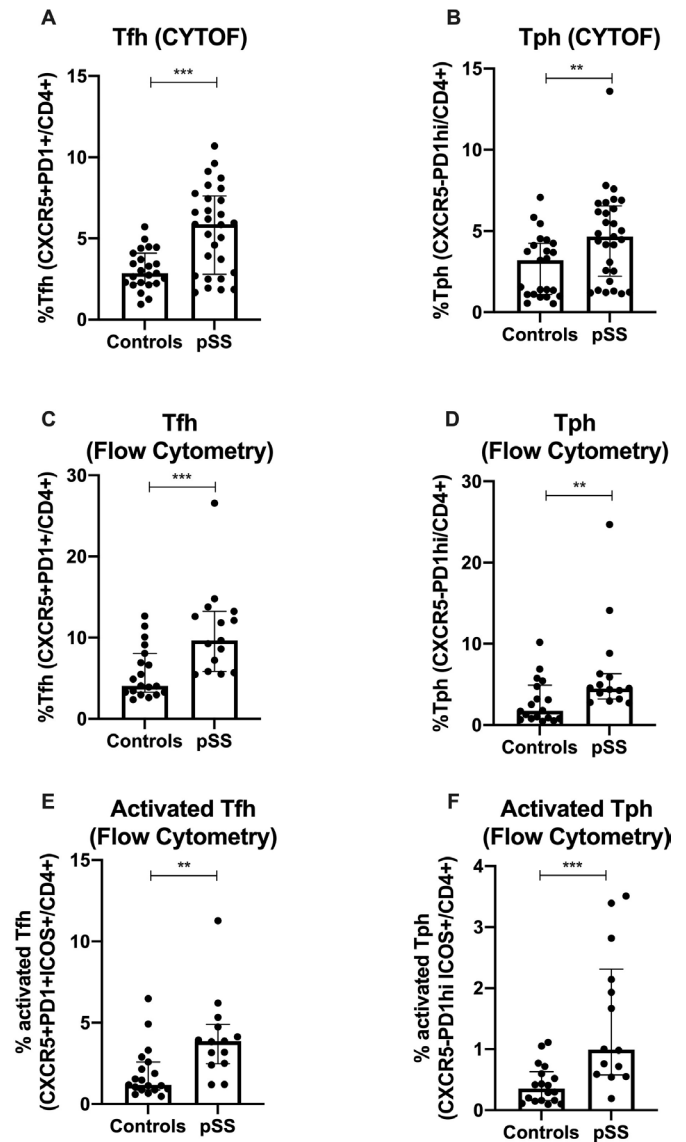 A
Tfh (CYTOF)
***
%Tfh (CXCR5+PD1+/CD4+)
15
10
5
0
Controls pSS
B
Tph (CYTOF)
**
%Tph (CXCR5-PD1hi/CD4+)
15
10
5
0
Controls pSS
C
Tfh
(Flow Cytometry)
***
%Tfh (CXCR5+PD1+/CD4+)
30
20
10
0
Controls pSS
D
Tph
(Flow Cytometry)
**
%Tph (CXCR5-PD1hi/CD4+)
30
20
10
0
Controls pSS
E
Activated Tfh
(Flow Cytometry)
**
% activated Tfh
(CXCR5+PD1+ICOS+/CD4+)
15
10
5
0
Controls pSS
F
Activated Tph
(Flow Cytometry)
***
% activated Tph
(CXCR5-PD1hi ICOS+/CD4+)
4
3
2
1
0
Controls pSS